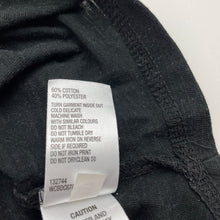 60% COTTON
40% POLYESTER
TURN GARMENT INSIDE OUT
COLD DELICATE
MACHINE WASH
WITH SIMILAR COLOURS
DO NOT BLEACH
DO NOT TUMBLE DRY
WARM IRON ON REVERSE
SIDE IF REQUIRED
DO NOT IRON PRINT
DO NOT DRYCLEAN
132744
CAUTION